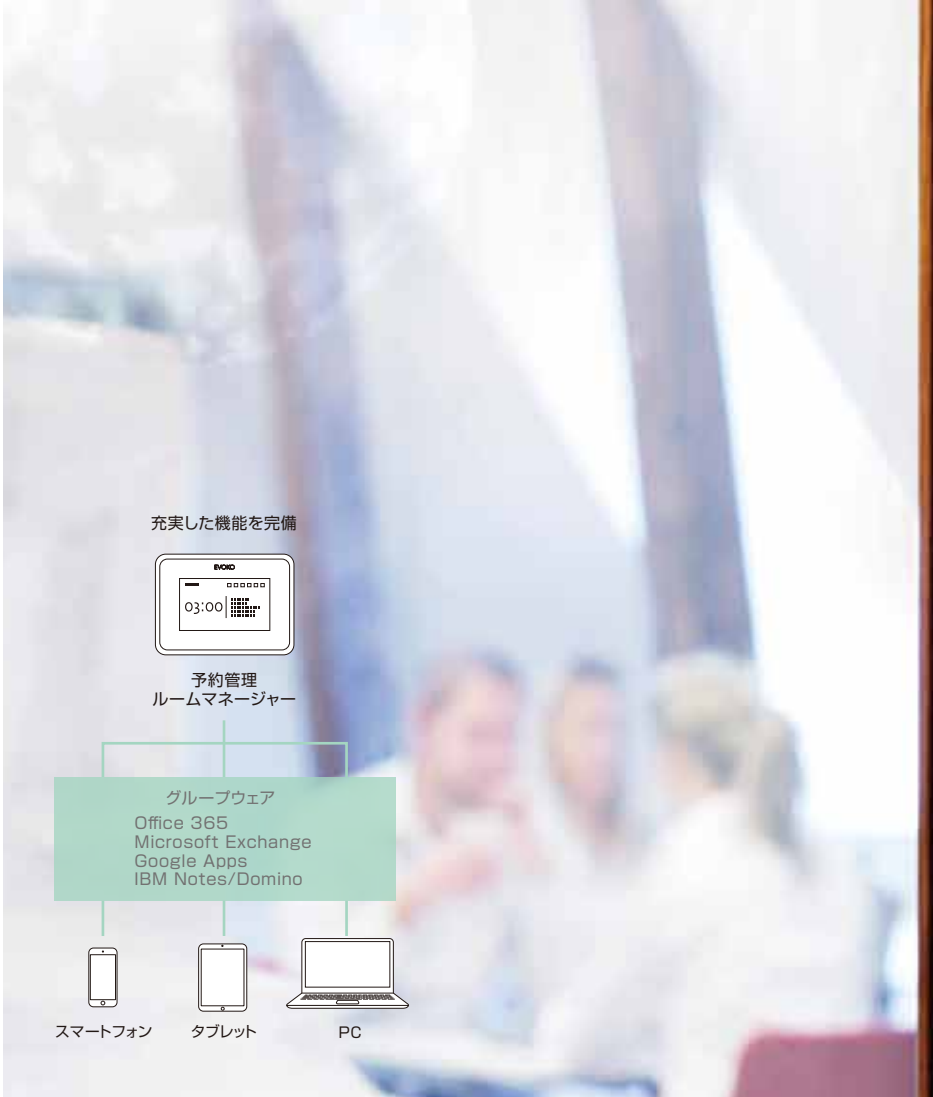 充実した機能を完備
EVOKO
03:00
予約管理
ルームマネージャー
グループウェア
Office 365
Microsoft Exchange
Google Apps
IBM Notes/Domino
スマートフォン
タブレット
PC